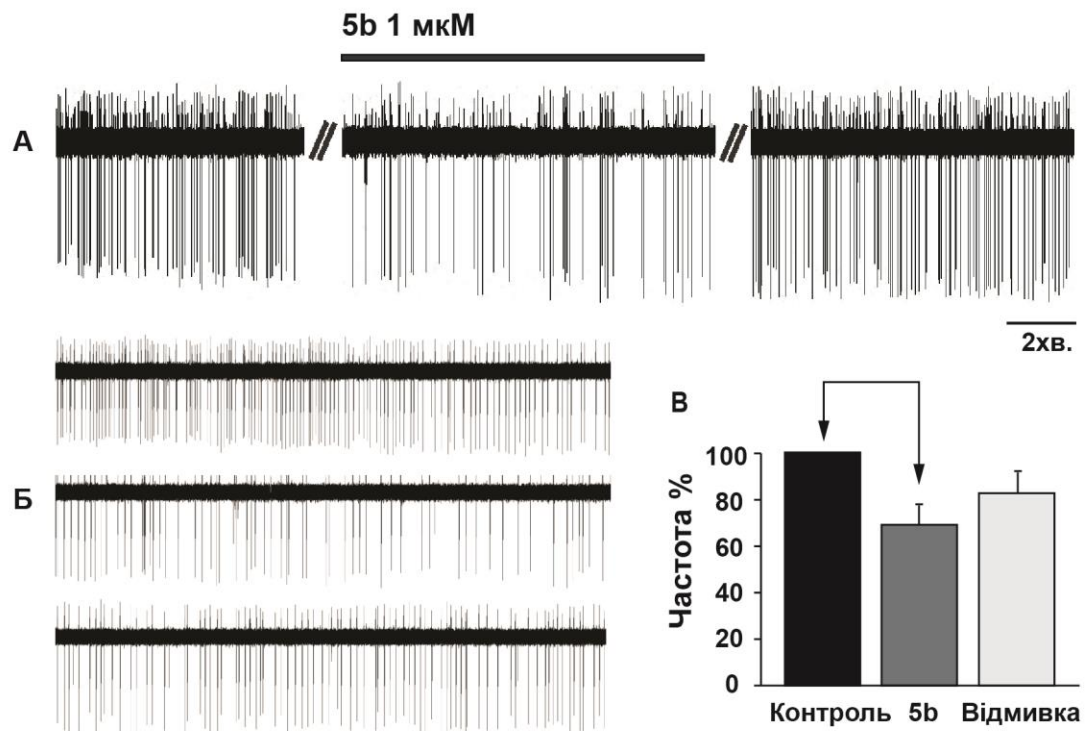 5b 1 мкМ
А
2хв.
Б
В
Частота %
100
80
60
40
20
0
Контроль 5b Відмивка